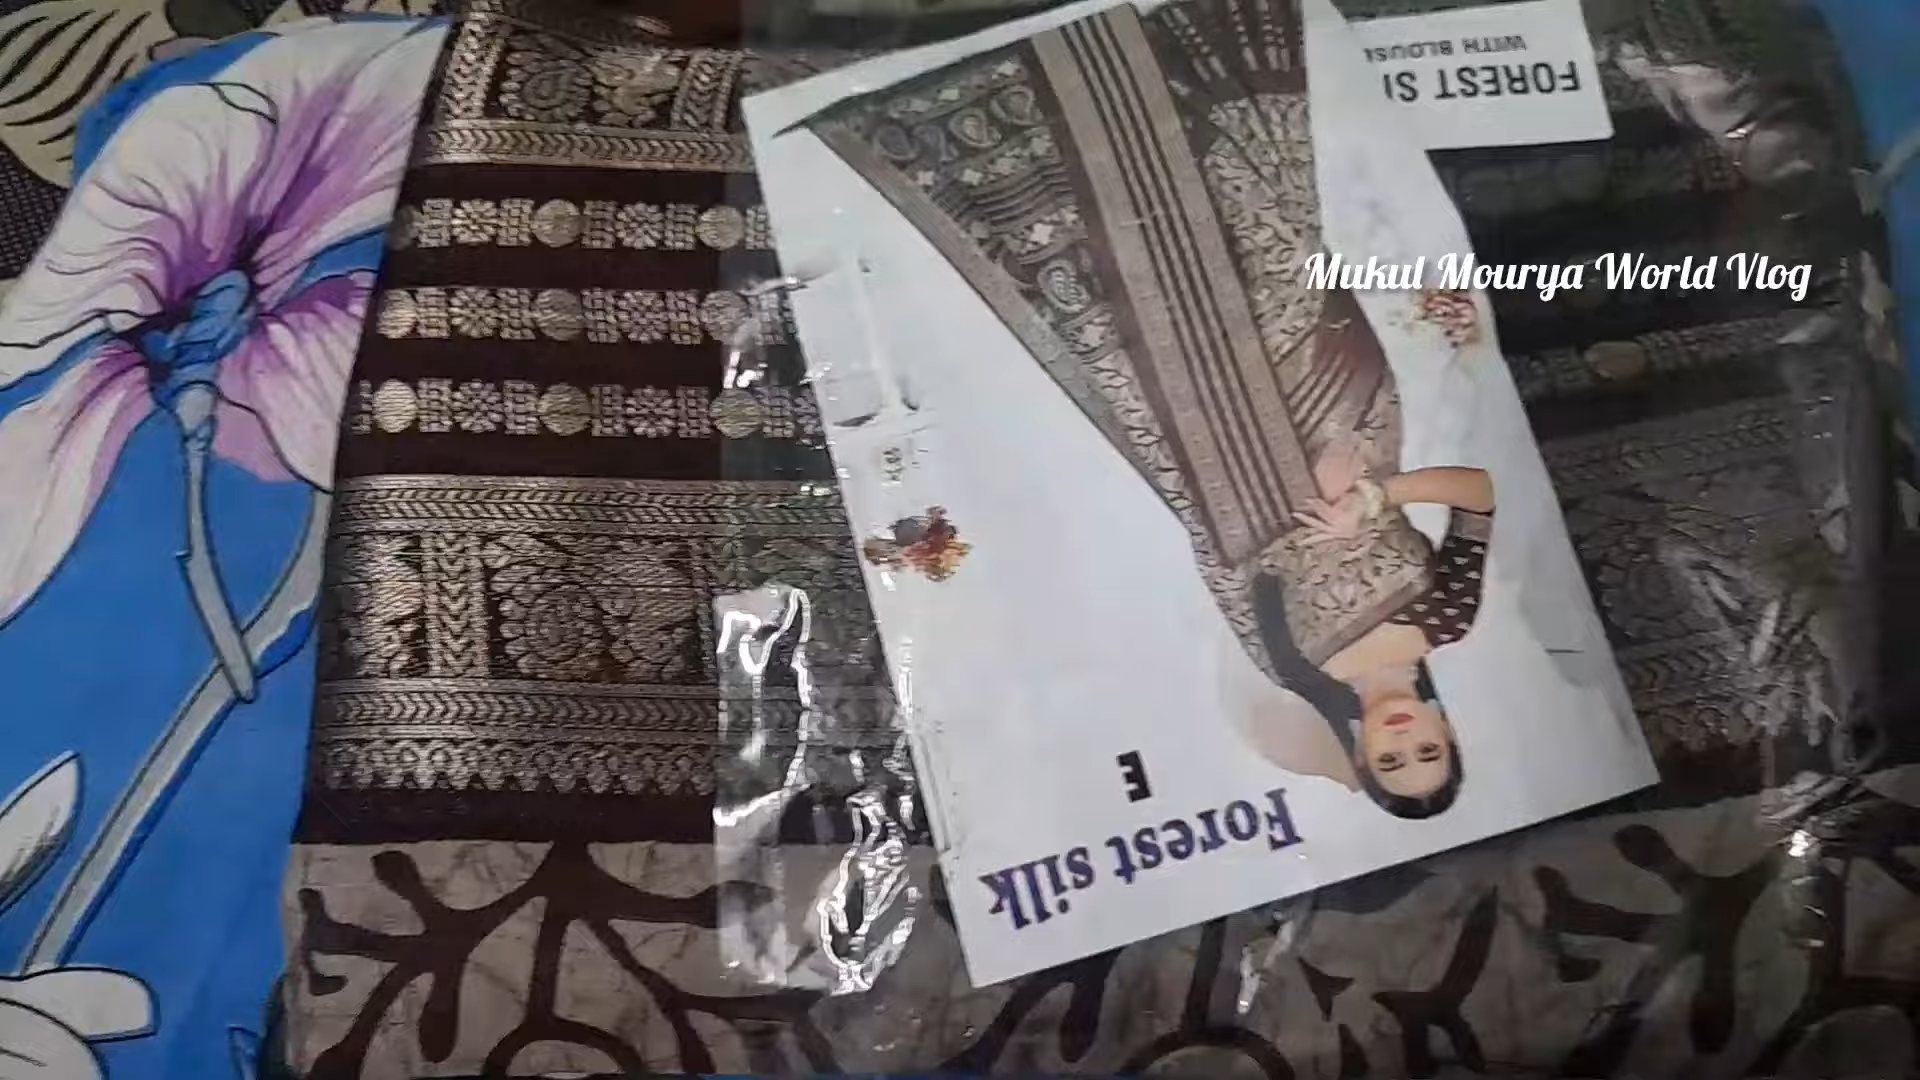 FOREST SI
WITH BLOUSE
Mukul Mourya World Vlog
E
Forest silk